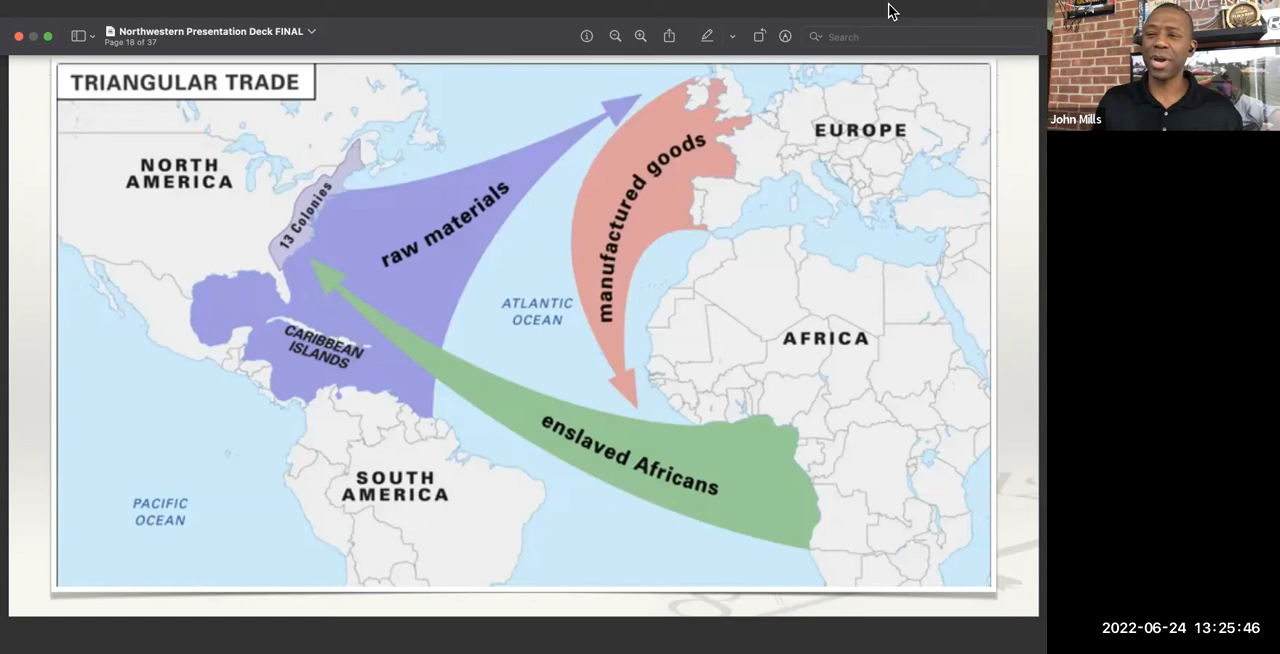 Northwestern Presentation Deck FINAL
Page 18 of 37
Search
John Mills
TRIANGULAR TRADE
NORTH
AMERICA
13 Colonies
raw materials
manufactured goods
EUROPE
ATLANTIC
OCEAN
CARIBBEAN
ISLANDS
AFRICA
enslaved Africans
SOUTH
AMERICA
PACIFIC
OCEAN
2022-06-24 13:25:46